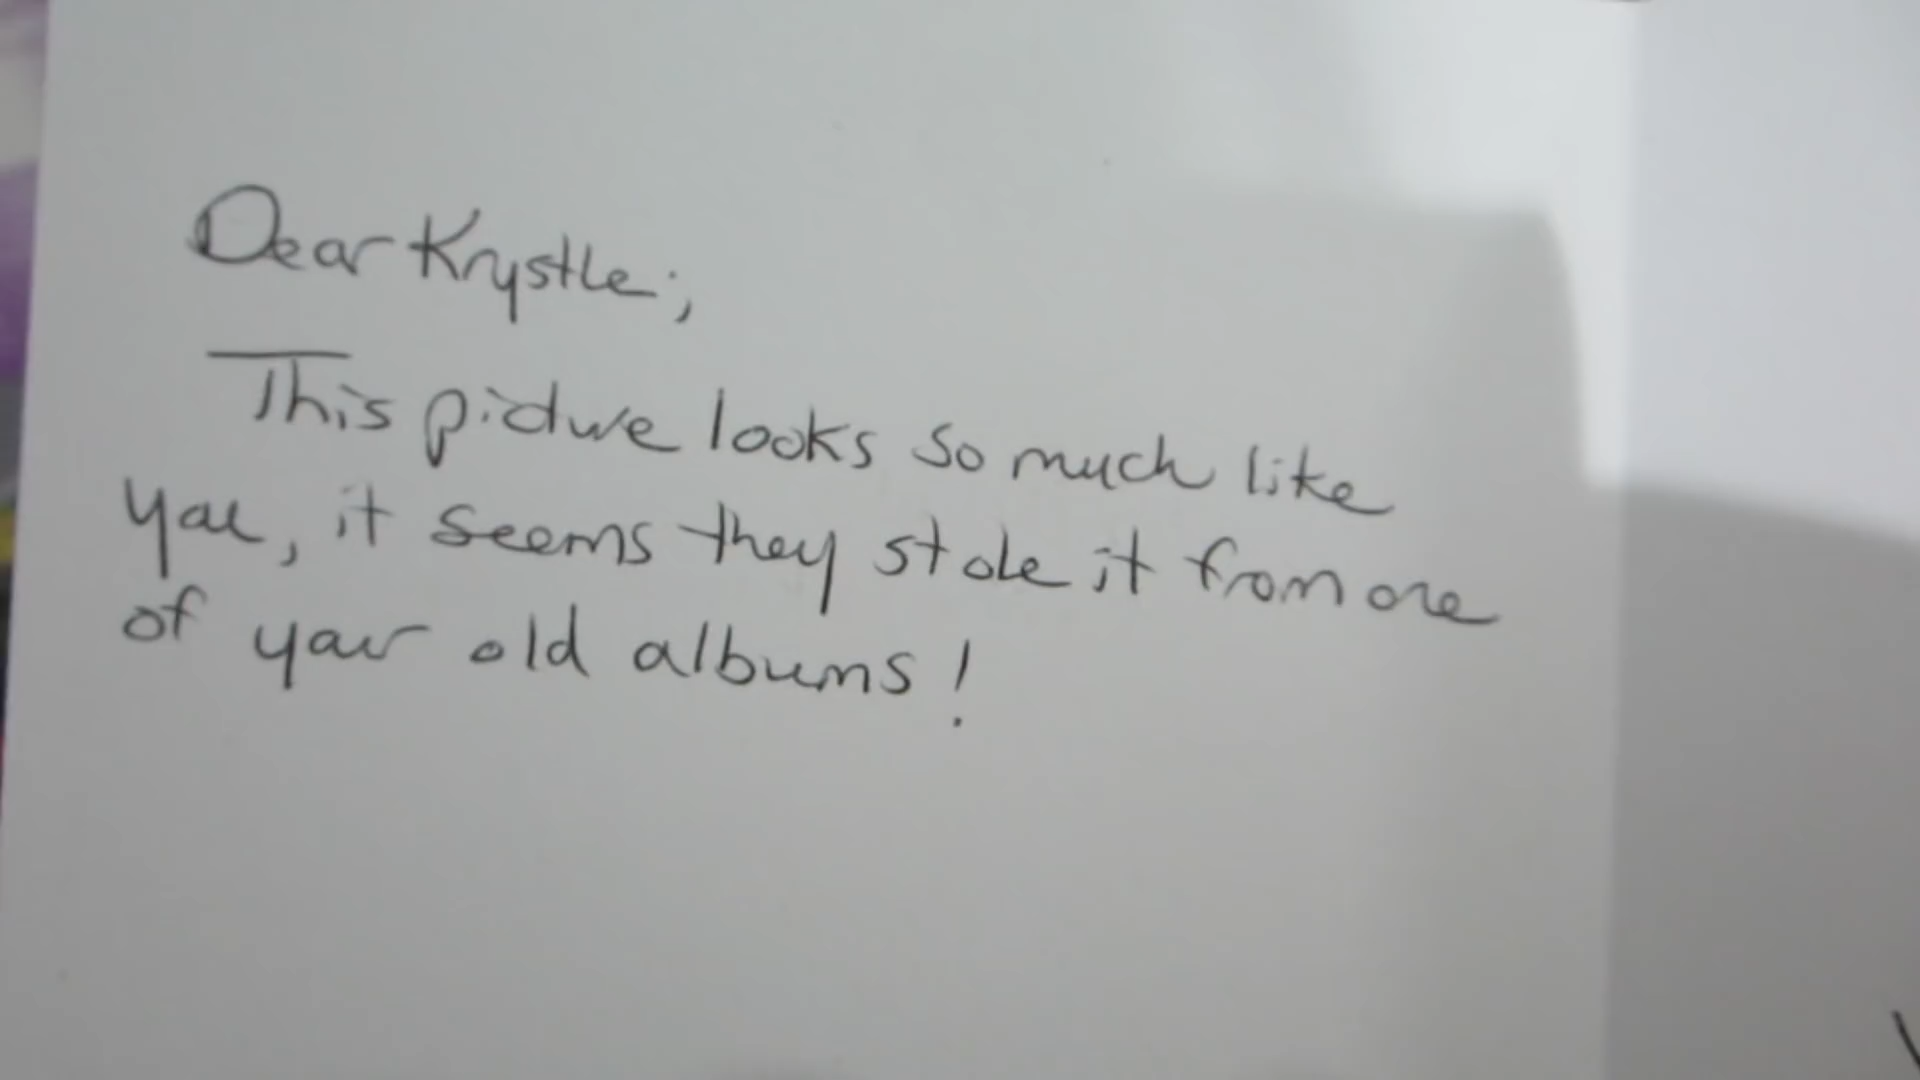 Dear Krystle;
This picture looks so much like
you, it seems they stole it from one
of your old albums!